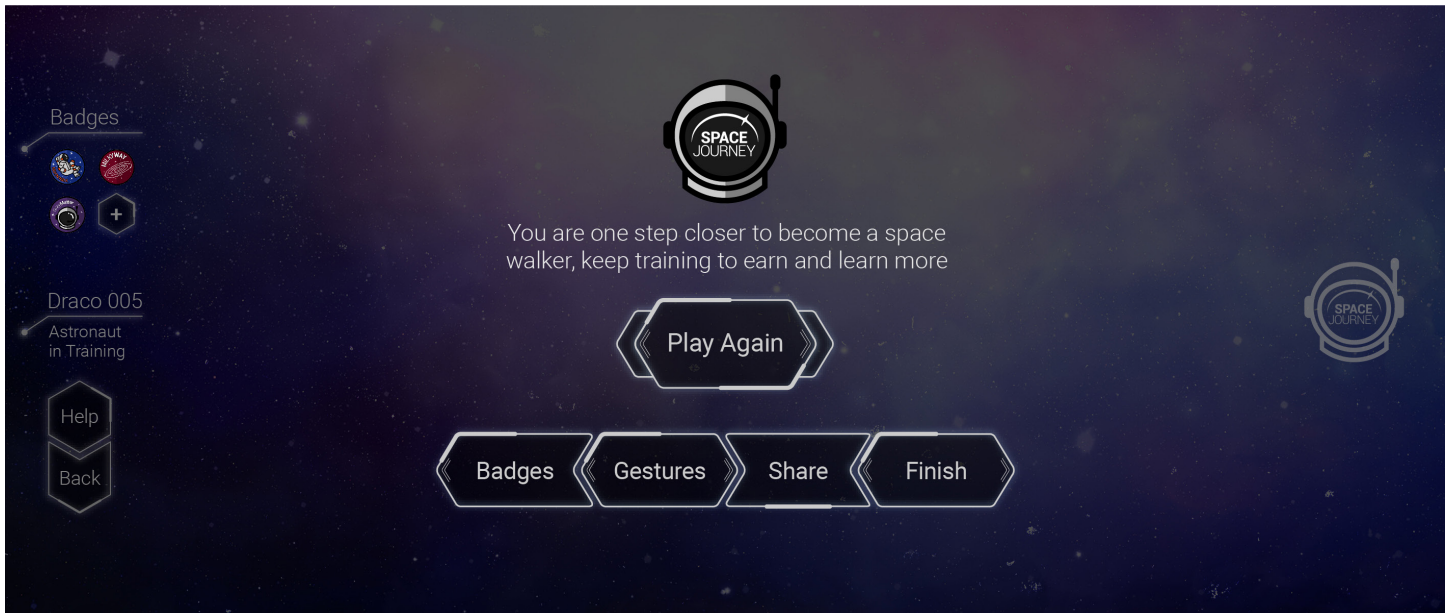 Badges
MILKYWAY
+
Draco 005
Astronaut
in Training
Help
Back
SPACE
JOURNEY
You are one step closer to become a space
walker, keep training to earn and learn more
Play Again
Badges
Gestures
Share
Finish
SPACE
JOURNEY